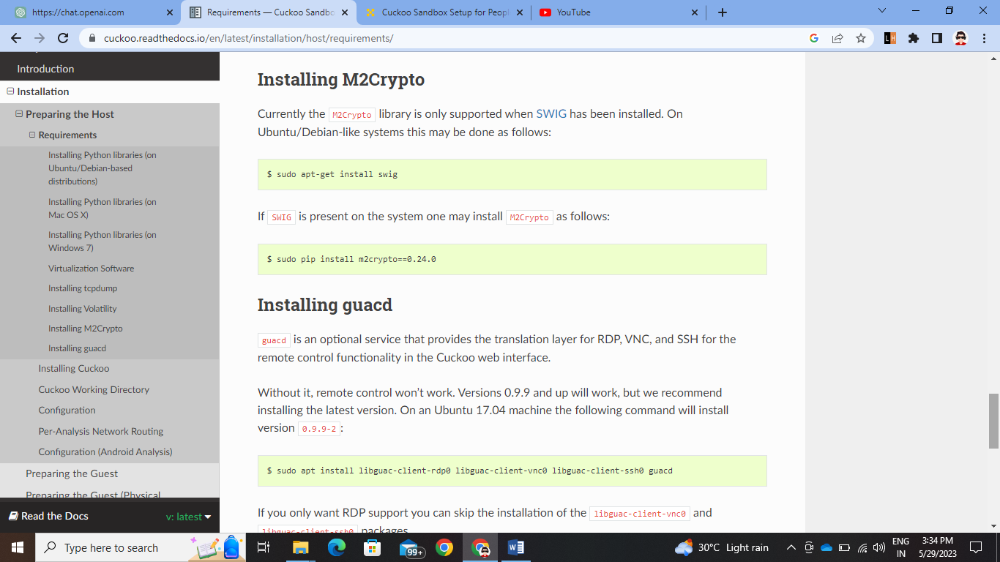 https://chat.openai.com
Requirements — Cuckoo Sandbo
Cuckoo Sandbox Setup for Peopl
YouTube
cuckoo.readthedocs.io/en/latest/installation/host/requirements/
Introduction
Installation
Preparing the Host
Requirements
Installing Python libraries (on
Ubuntu/Debian-based
distributions)
Installing Python libraries (on
Mac OS X)
Installing Python libraries (on
Windows 7)
Virtualization Software
Installing tcpdump
Installing Volatility
Installing M2Crypto
Installing guacd
Installing Cuckoo
Cuckoo Working Directory
Configuration
Per-Analysis Network Routing
Configuration (Android Analysis)
Preparing the Guest
Preparing the Guest (Physical
Read the Docs
v: latest
Installing M2Crypto
Currently the M2Crypto library is only supported when SWIG has been installed. On
Ubuntu/Debian-like systems this may be done as follows:
$ sudo apt-get install swig
If SWIG is present on the system one may install M2Crypto as follows:
$ sudo pip install m2crypto==0.24.0
Installing guacd
guacd is an optional service that provides the translation layer for RDP, VNC, and SSH for the
remote control functionality in the Cuckoo web interface.
Without it, remote control won't work. Versions 0.9.9 and up will work, but we recommend
installing the latest version. On an Ubuntu 17.04 machine the following command will install
version 0.9.9-2:
$ sudo apt install libguac-client-rdp0 libguac-client-vnc0 libguac-client-ssh0 guacd
If you only want RDP support you can skip the installation of the libguac-client-vnc0 and
libguac-client-ssh0 packages.
Type here to search
99+
30°C Light rain
ENG
IN
3:34 PM
5/29/2023